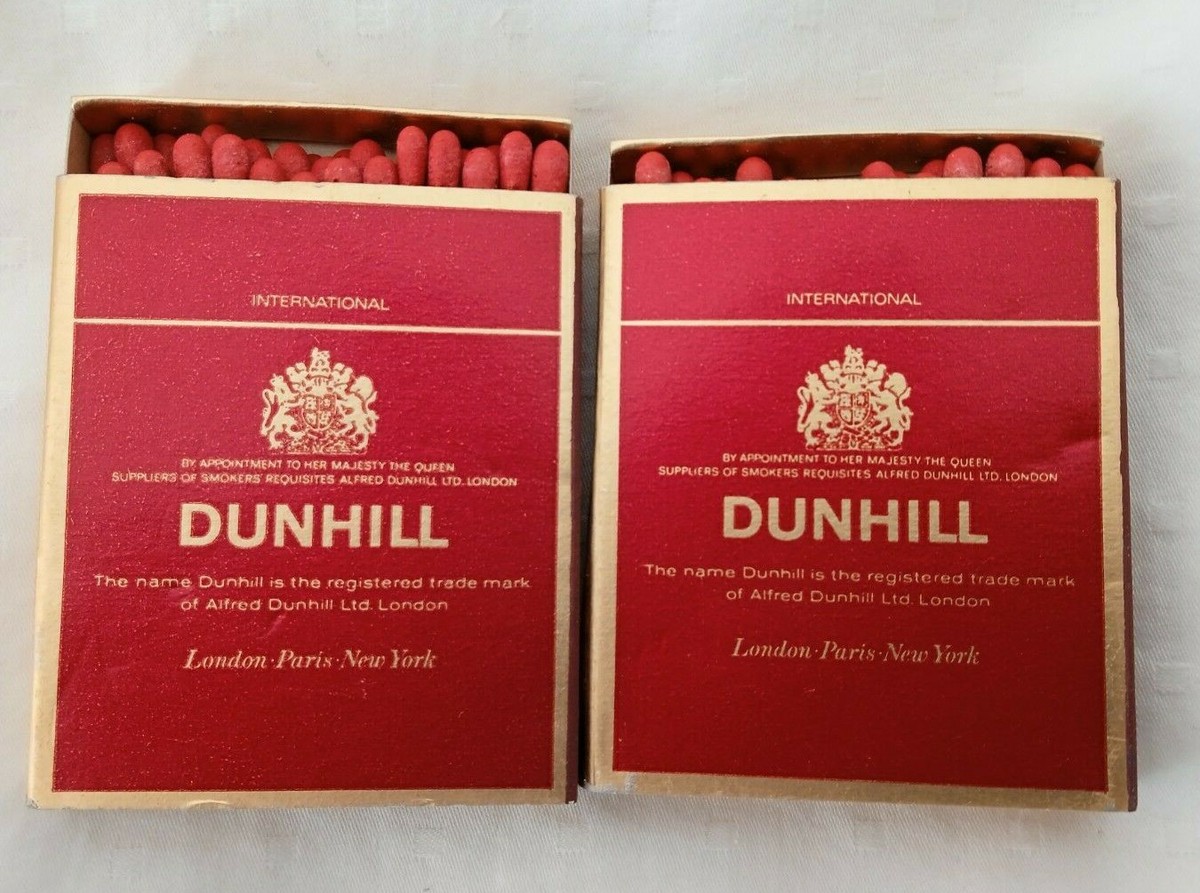 INTERNATIONAL
BY APPOINTMENT TO HER MAJESTY THE QUEEN
SUPPLIERS OF SMOKERS' REQUISITES ALFRED DUNHILL LTD. LONDON
DUNHILL
The name Dunhill is the registered trade mark
of Alfred Dunhill Ltd. London
London·Paris·New York
INTERNATIONAL
BY APPOINTMENT TO HER MAJESTY THE QUEEN
SUPPLIERS OF SMOKERS' REQUISITES ALFRED DUNHILL LTD. LONDON
DUNHILL
The name Dunhill is the registered trade mark
of Alfred Dunhill Ltd. London
London·Paris·New York